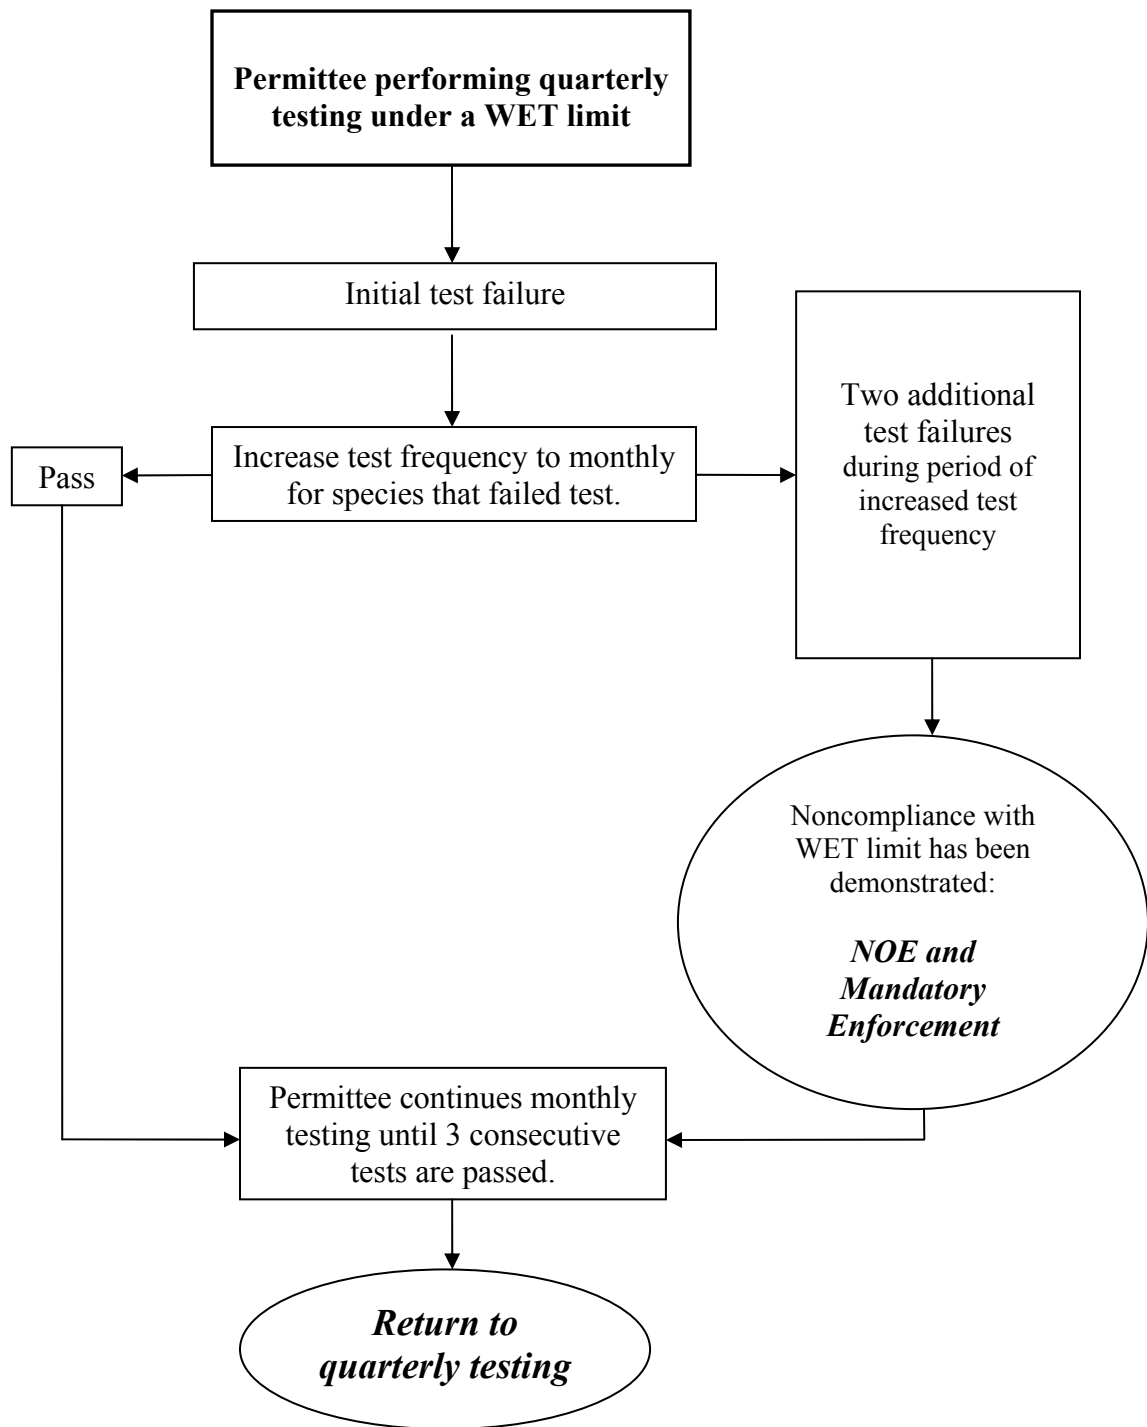 Permittee performing quarterly
testing under a WET limit
Initial test failure
Increase test frequency to monthly
for species that failed test.
Pass
Two additional
test failures
during period of
increased test
frequency
Noncompliance with
WET limit has been
demonstrated:
NOE and
Mandatory
Enforcement
Permittee continues monthly
testing until 3 consecutive
tests are passed.
Return to
quarterly testing